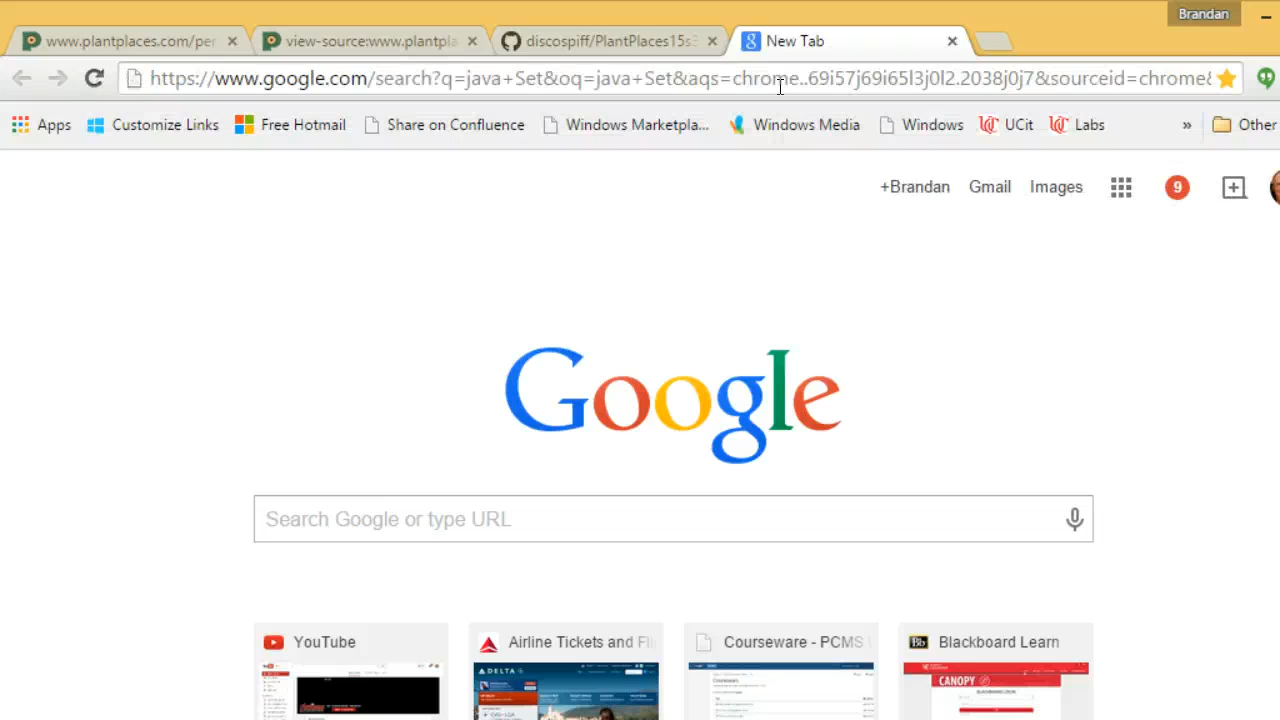 Brandan
www.plantplaces.com/per
view-source:www.plantpla
discospiff/PlantPlaces15s3
New Tab
https://www.google.com/search?q=java+Set&oq=java+Set&aqs=chrome..69i57j69i65l3j0l2.2038j0j7&sourceid=chrome&
Apps
Customize Links
Free Hotmail
Share on Confluence
Windows Marketpla...
Windows Media
Windows
UCit
Labs
»
Other
+Brandan
Gmail
Images
9
Google
Search Google or type URL
YouTube
Airline Tickets and Fli
Courseware - PCMS
Blackboard Learn
DELTA
CANOPY